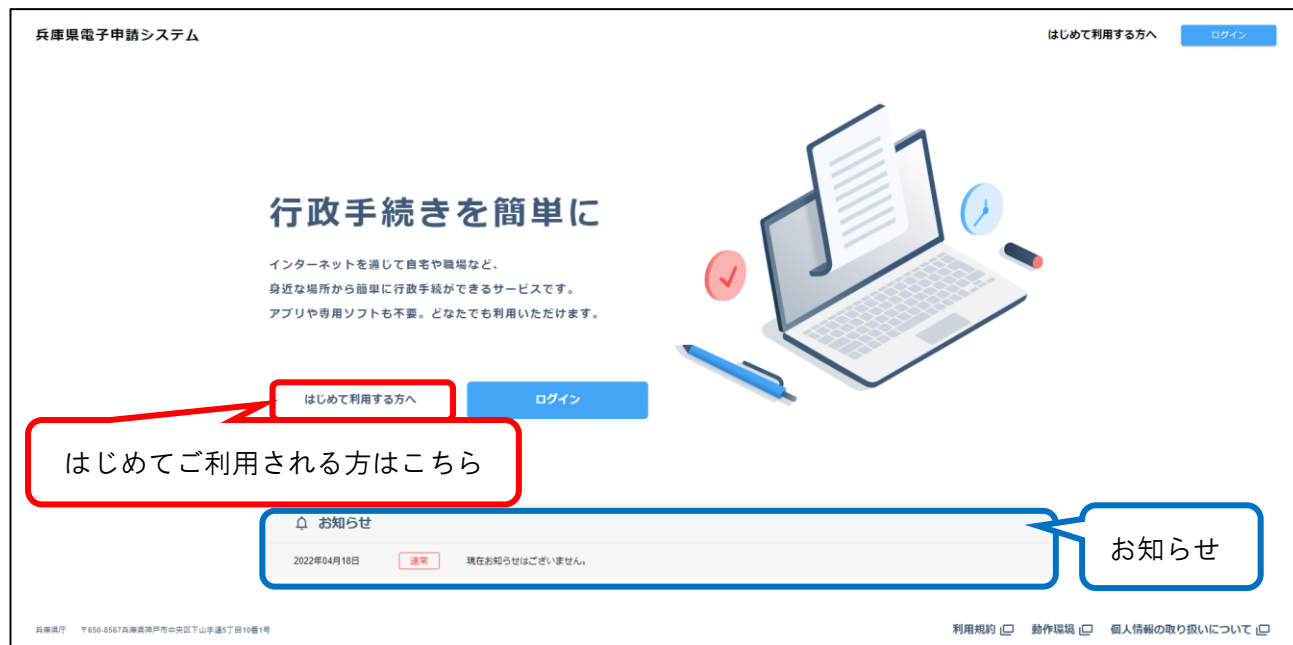 兵庫県電子申請システム
はじめて利用する方へ
ログイン
行政手続きを簡単に
インターネットを通じて自宅や職場など、
身近な場所から簡単に行政手続ができるサービスです。
アプリや専用ソフトも不要。どなたでも利用いただけます。
はじめて利用する方へ
ログイン
はじめてご利用される方はこちら
お知らせ
お知らせ
2022年04月18日 通常 現在お知らせはございません。
兵庫県庁 〒650-8567兵庫県神戸市中央区下山手通5丁目10番1号
利用規約 動作環境 個人情報の取り扱いについて